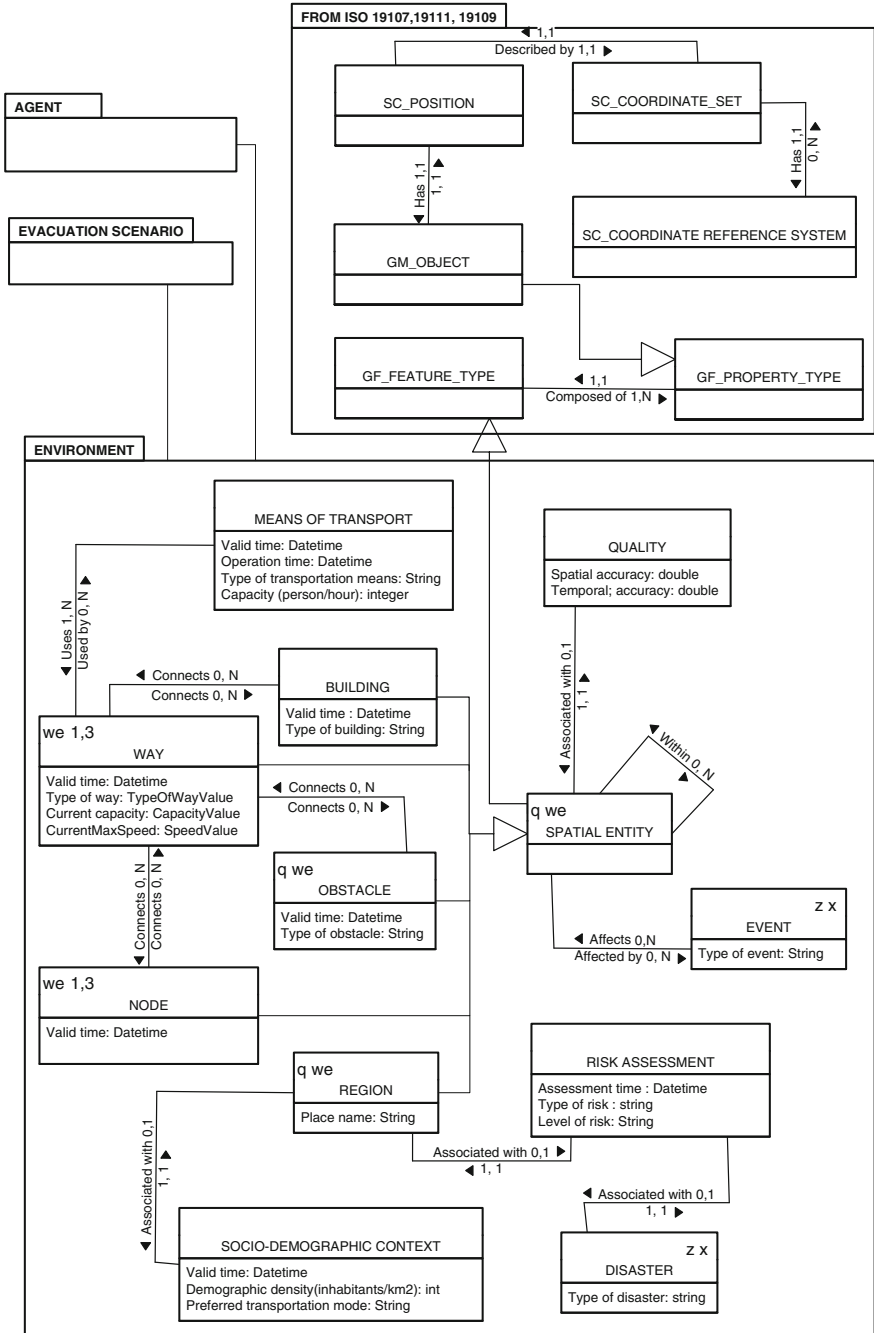 FROM ISO 19107,19111, 19109
1,1
Described by 1,1
SC_POSITION
SC_COORDINATE_SET
AGENT
Has 1,1
1, 1
Has 1,1
0, N
EVACUATION SCENARIO
GM_OBJECT
SC_COORDINATE REFERENCE SYSTEM
GF_FEATURE_TYPE
1,1
Composed of 1,N
GF_PROPERTY_TYPE
ENVIRONMENT
MEANS OF TRANSPORT
Valid time: Datetime
Operation time: Datetime
Type of transportation means: String
Capacity (person/hour): integer
QUALITY
Spatial accuracy: double
Temporal; accuracy: double
Uses 1, N
Used by 0, N
Connects 0, N
Connects 0, N
BUILDING
Valid time : Datetime
Type of building: String
Associated with 0,1
1, 1
Within 0, N
we 1,3
WAY
Valid time: Datetime
Type of way: TypeOfWayValue
Current capacity: CapacityValue
CurrentMaxSpeed: SpeedValue
Connects 0, N
Connects 0, N
q we
SPATIAL ENTITY
q we
OBSTACLE
Valid time: Datetime
Type of obstacle: String
Connects 0, N
Connects 0, N
Affects 0,N
Affected by 0, N
z x
EVENT
Type of event: String
we 1,3
NODE
Valid time: Datetime
q we
REGION
Place name: String
RISK ASSESSMENT
Assessment time : Datetime
Type of risk : string
Level of risk: String
Associated with 0,1
1, 1
Associated with 0,1
1, 1
Associated with 0,1
1, 1
SOCIO-DEMOGRAPHIC CONTEXT
Valid time: Datetime
Demographic density(inhabitants/km2): int
Preferred transportation mode: String
z x
DISASTER
Type of disaster: string